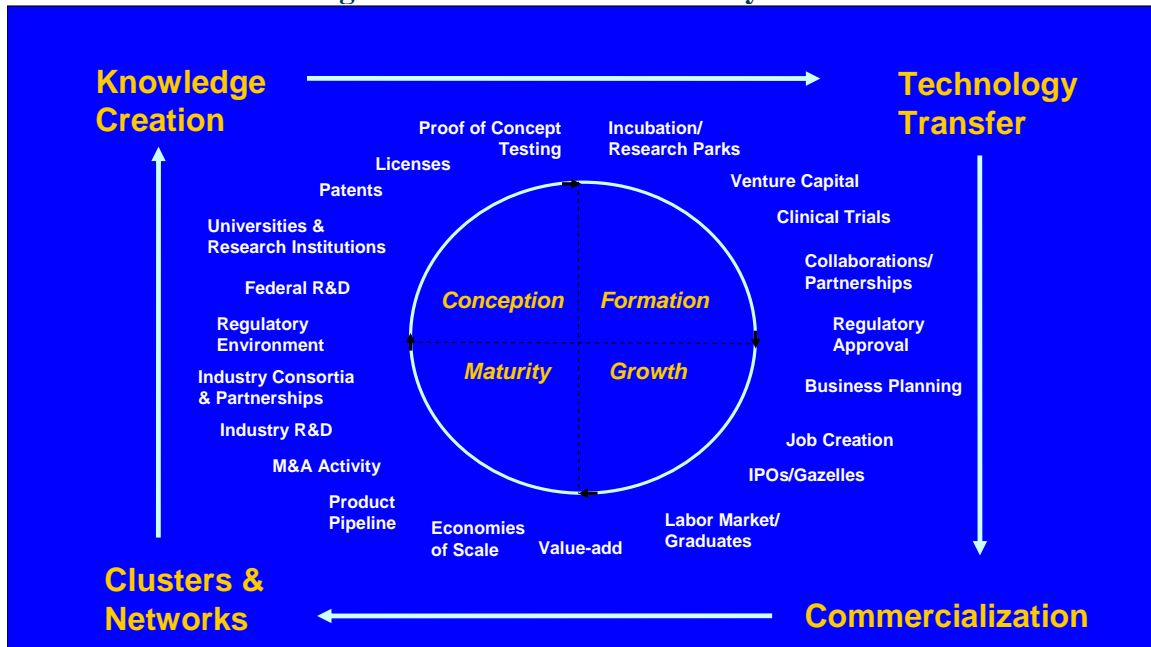 Knowledge
Creation
Technology
Transfer
Proof of Concept
Testing
Incubation/
Research Parks
Licenses
Venture Capital
Patents
Clinical Trials
Universities &
Research Institutions
Collaborations/
Partnerships
Federal R&D
Conception
Formation
Regulatory
Environment
Regulatory
Approval
Maturity
Growth
Industry Consortia
& Partnerships
Business Planning
Industry R&D
Job Creation
M&A Activity
IPOs/Gazelles
Product
Pipeline
Economies
of Scale
Value-add
Labor Market/
Graduates
Clusters &
Networks
Commercialization